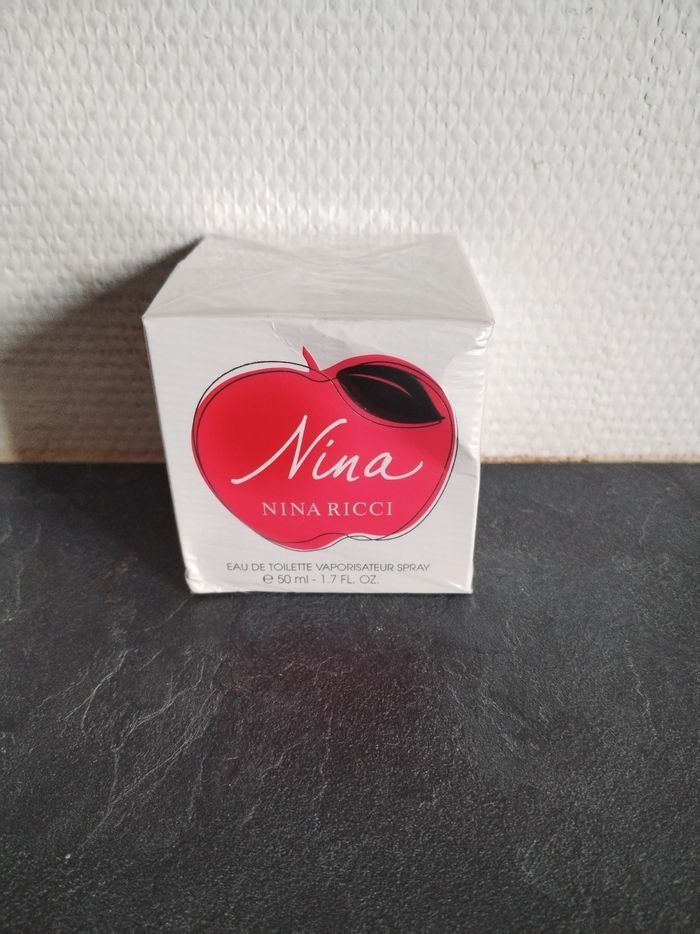 Nina
NINA RICCI
EAU DE TOILETTE VAPORISATEUR SPRAY
℮ 50 ml - 1.7 FL. OZ.